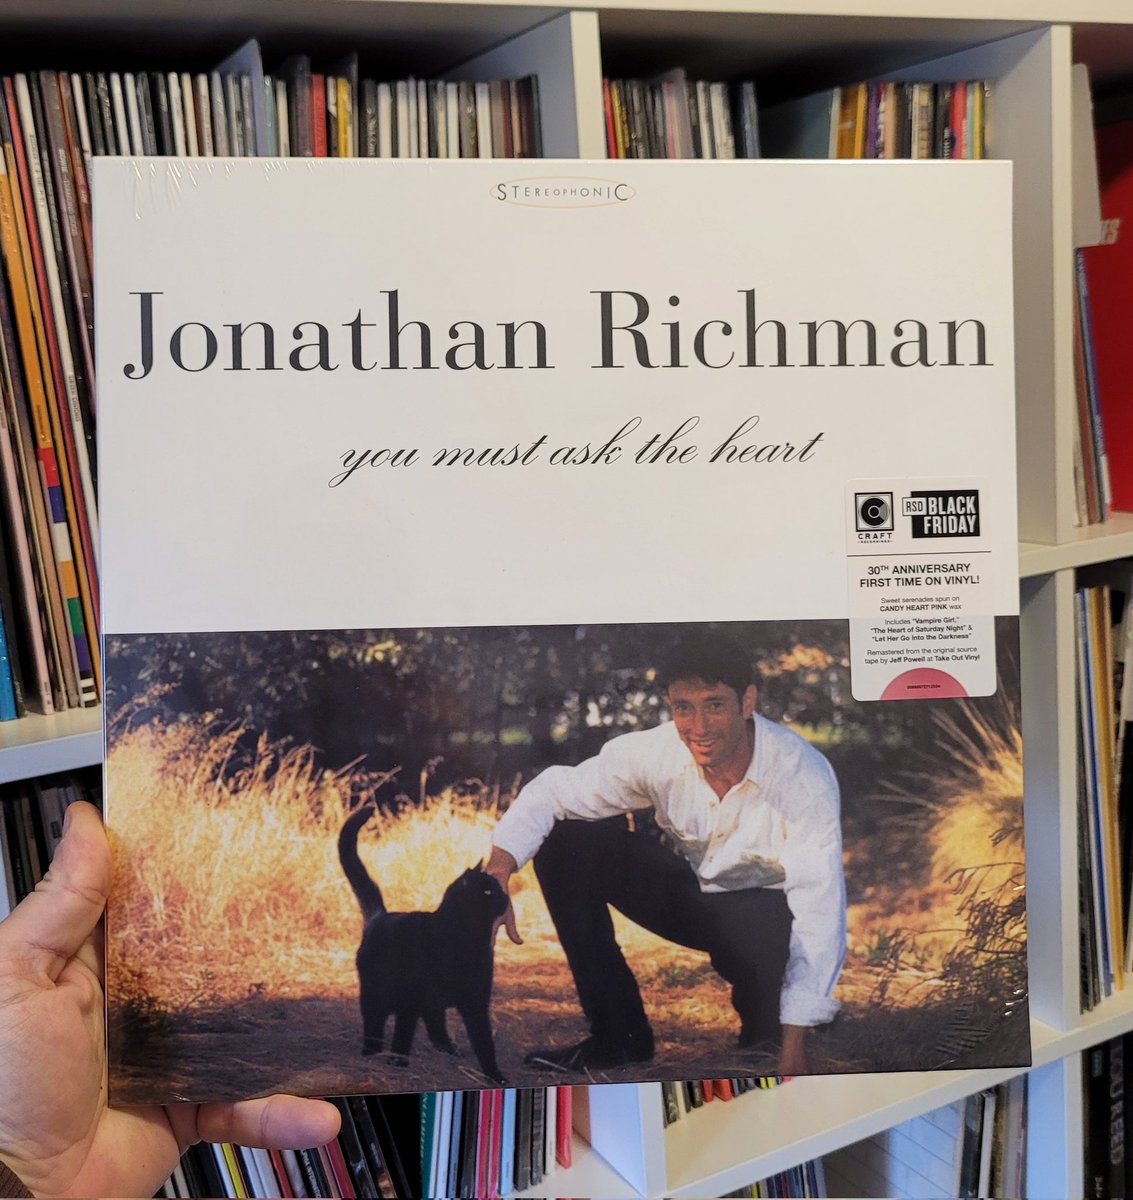 STEREOPHONIC
Jonathan Richman
you must ask the heart
CRAFT
RECORDINGS
RSD BLACK
FRIDAY
30TH ANNIVERSARY
FIRST TIME ON VINYL!
Sweet serenades spun on
CANDY HEART PINK wax
Includes "Vampire Girl,"
"The Heart of Saturday Night" &
"Let Her Go Into the Darkness"
Remastered from the original source
tape by Jeff Powell at Take Out Vinyl